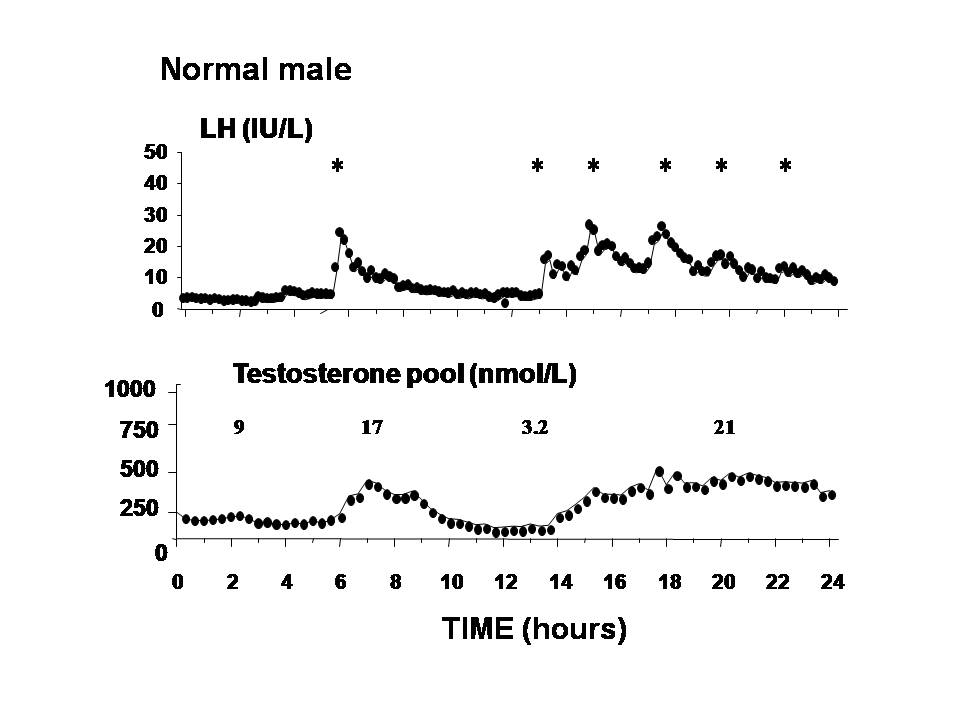 Normal male
LH (IU/L)
50
40
30
20
10
0
* * * * * *
Testosterone pool (nmol/L)
1000
750
500
250
0
9 17 3.2 21
0 2 4 6 8 10 12 14 16 18 20 22 24
TIME (hours)